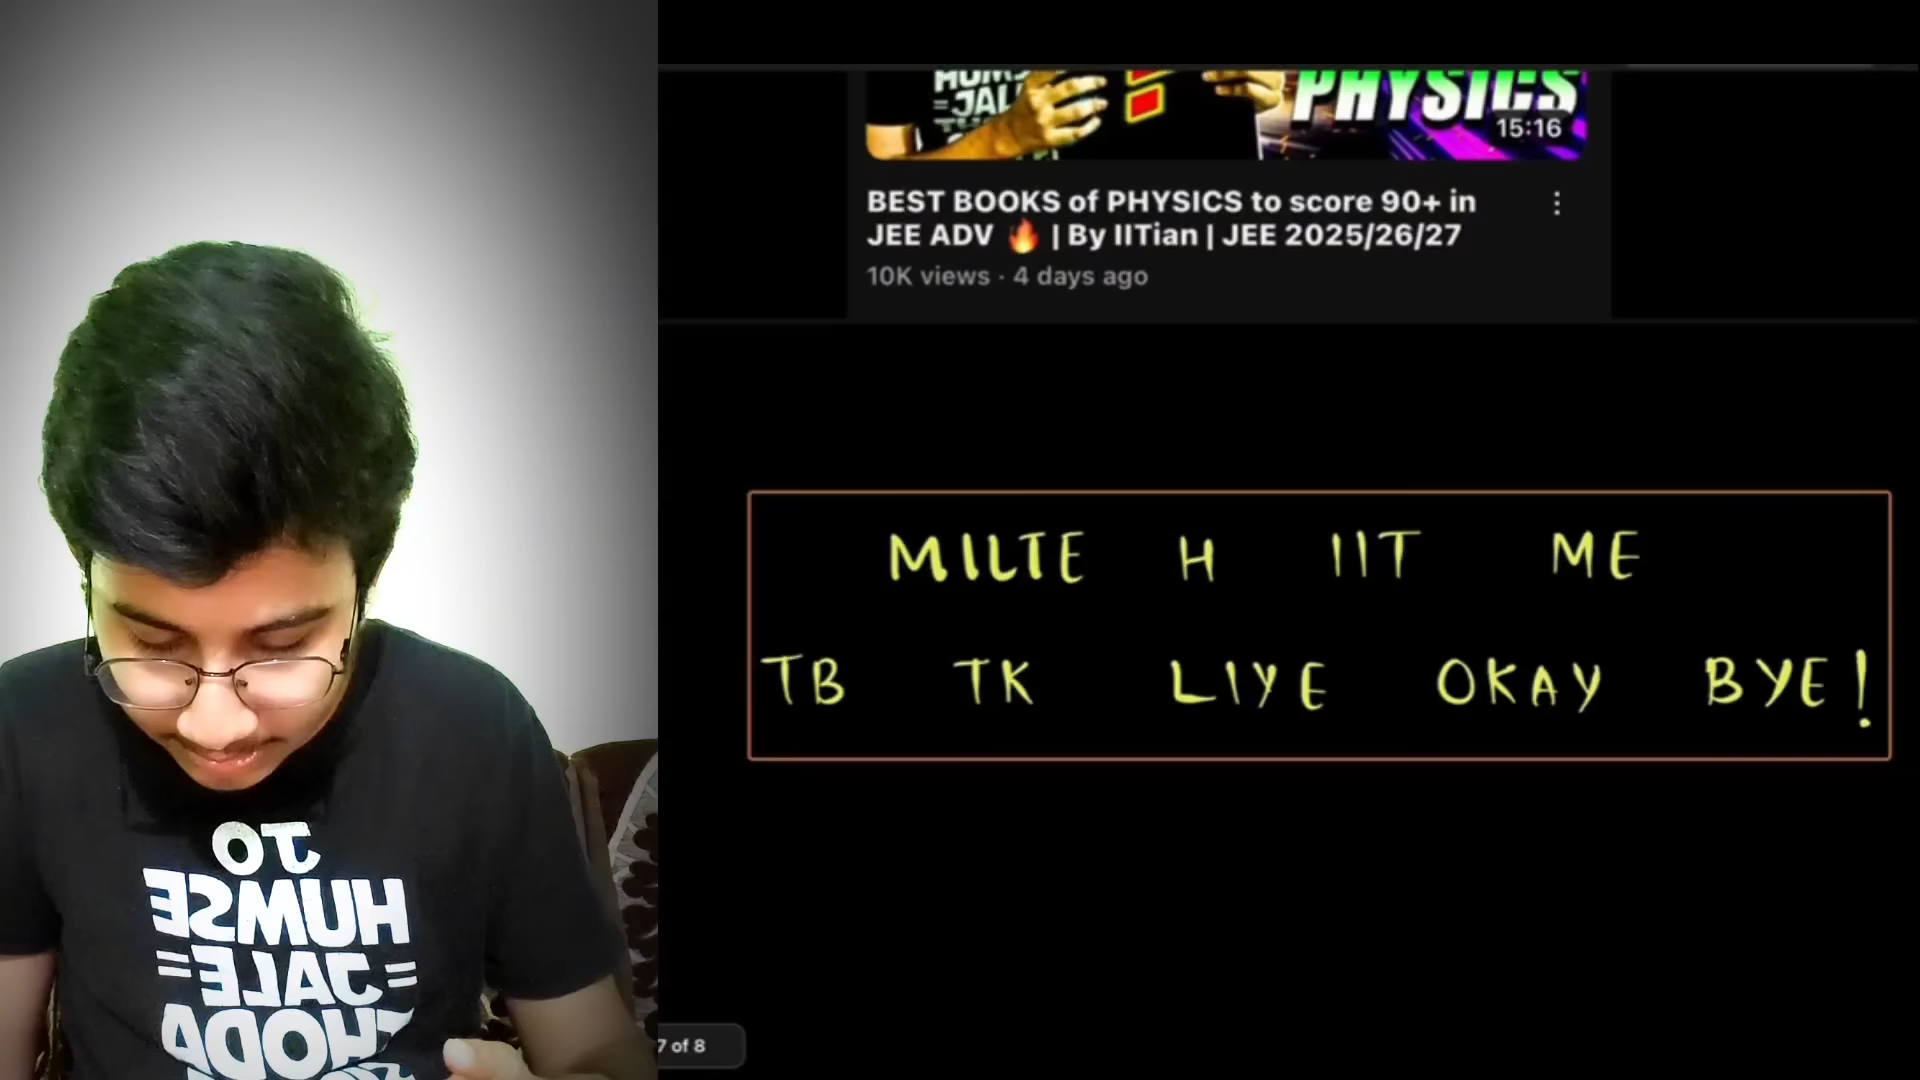 TO
HUMSE
=JALE=
PHYSICS
15:16
BEST BOOKS of PHYSICS to score 90+ in
JEE ADV 🔥 | By IITian | JEE 2025/26/27
10K views · 4 days ago
MILTE H IIT ME
TB TK LIYE OKAY BYE!
7 of 8